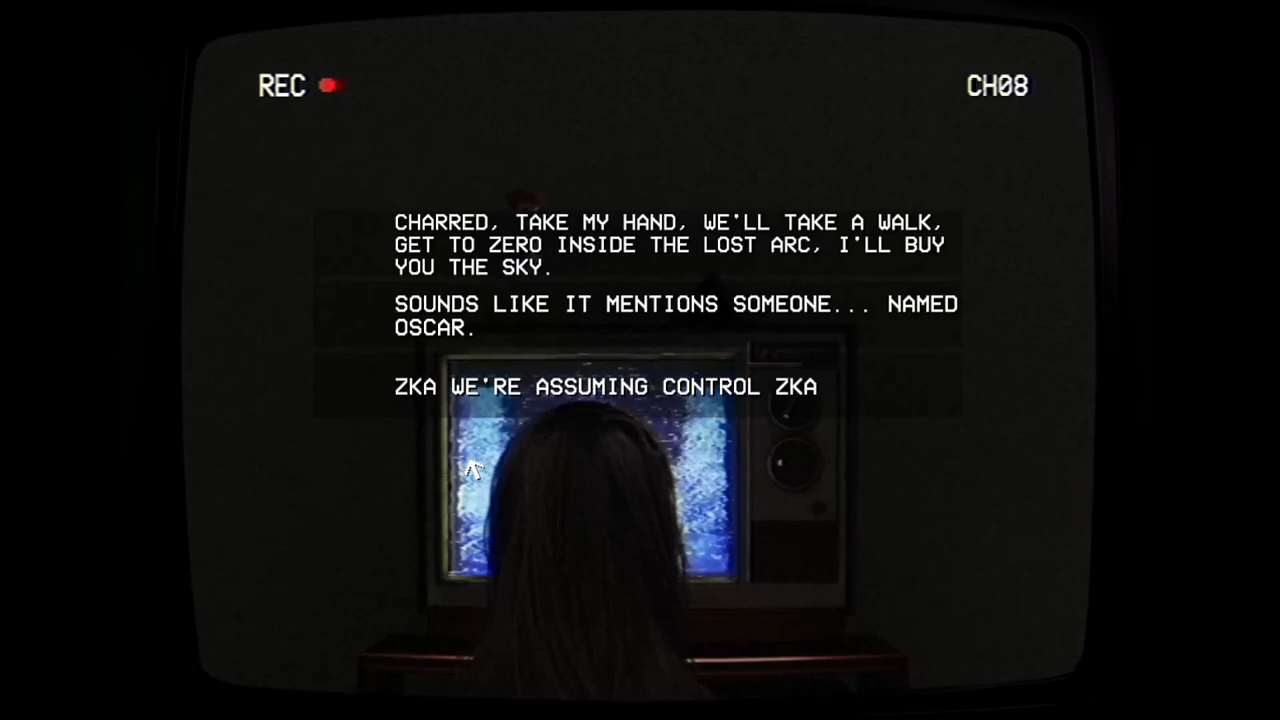 REC
CH08
CHARRED, TAKE MY HAND, WE'LL TAKE A WALK,
GET TO ZERO INSIDE THE LOST ARC, I'LL BUY
YOU THE SKY.
SOUNDS LIKE IT MENTIONS SOMEONE... NAMED
OSCAR.
ZKA WE'RE ASSUMING CONTROL ZKA